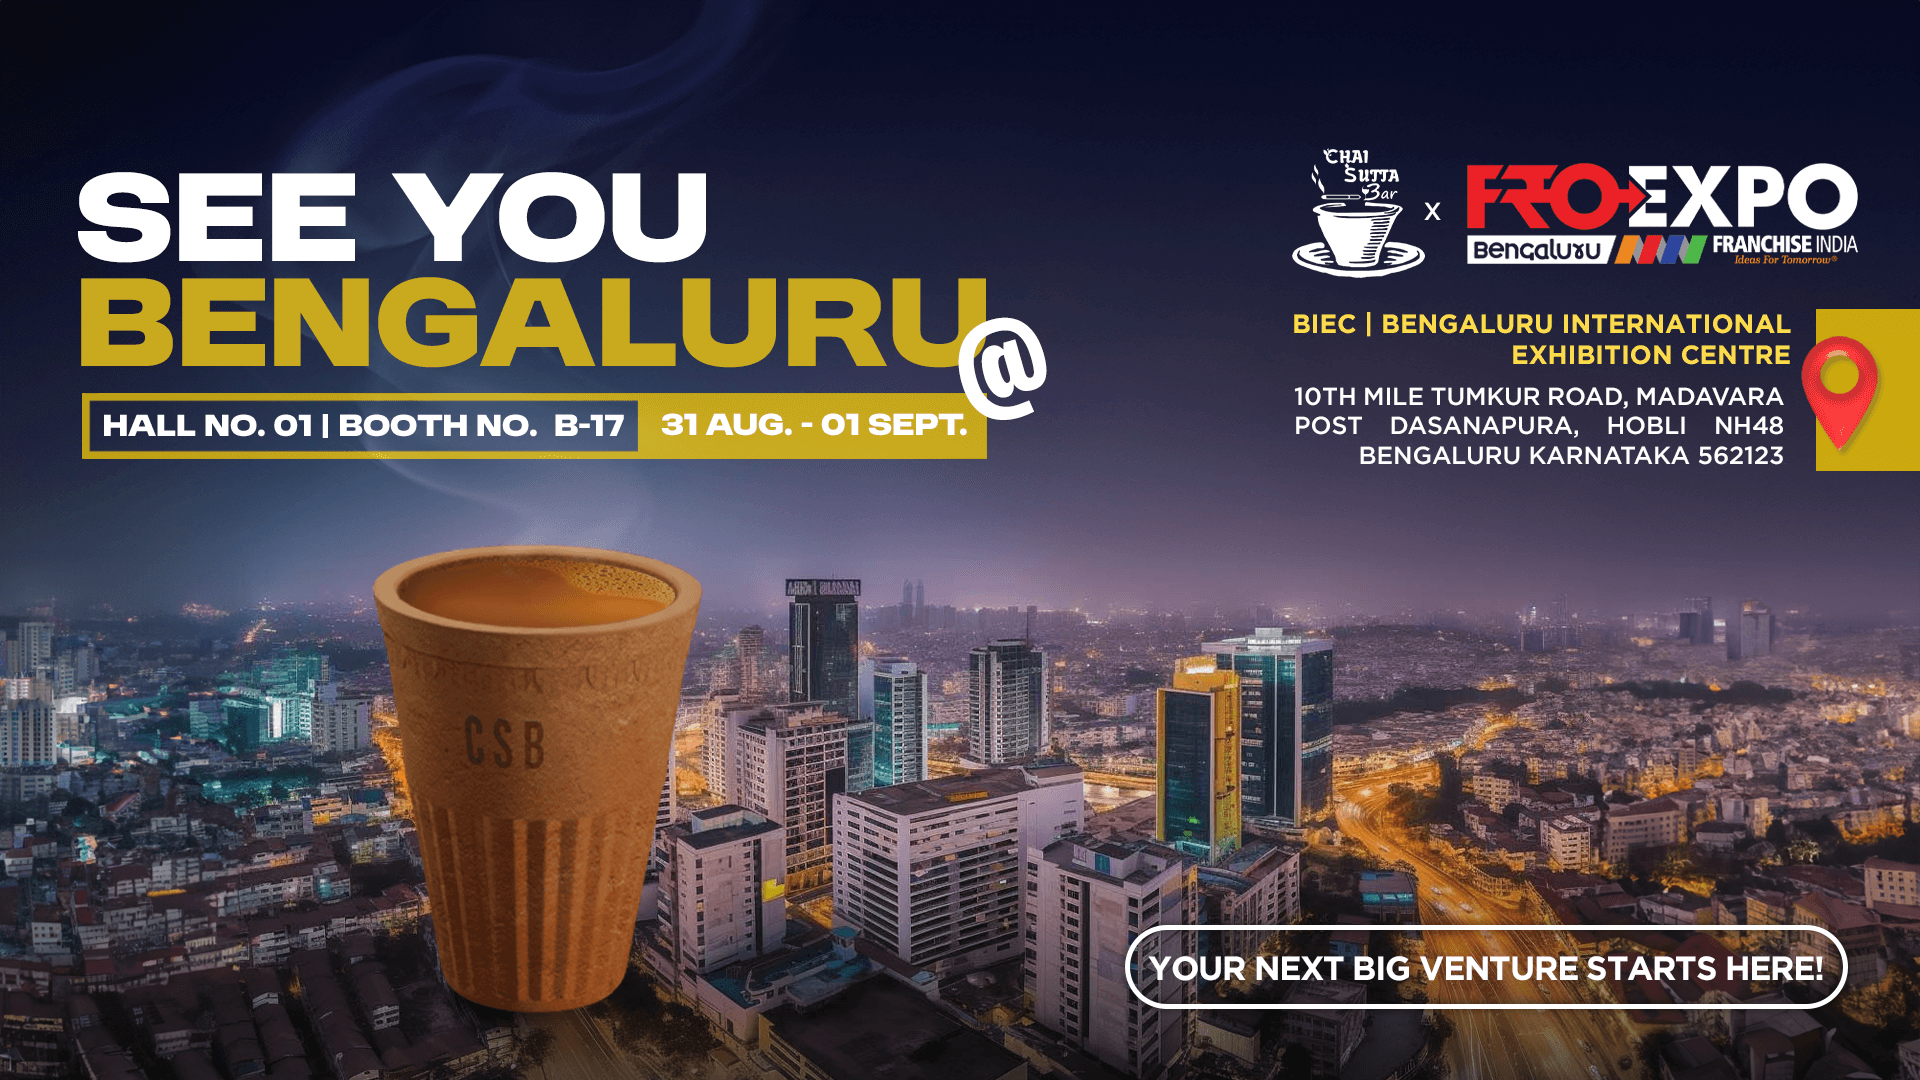 SEE YOU
BENGALURU
@
HALL NO. 01 | BOOTH NO. B-17
31 AUG. - 01 SEPT.
CHAI
SUTTA
Bar
X
FRO EXPO
Bengaluru
FRANCHISE INDIA
Ideas For Tomorrow®
BIEC | BENGALURU INTERNATIONAL
EXHIBITION CENTRE
10TH MILE TUMKUR ROAD, MADAVARA
POST DASANAPURA, HOBLI NH48
BENGALURU KARNATAKA 562123
CSB
YOUR NEXT BIG VENTURE STARTS HERE!